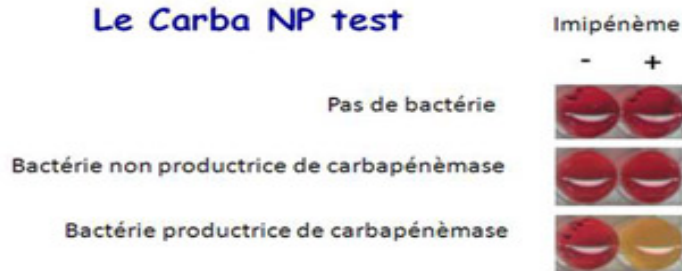 Le Carba NP test
Imipénème
- +
Pas de bactérie
Bactérie non productrice de carbapénèmase
Bactérie productrice de carbapénèmase